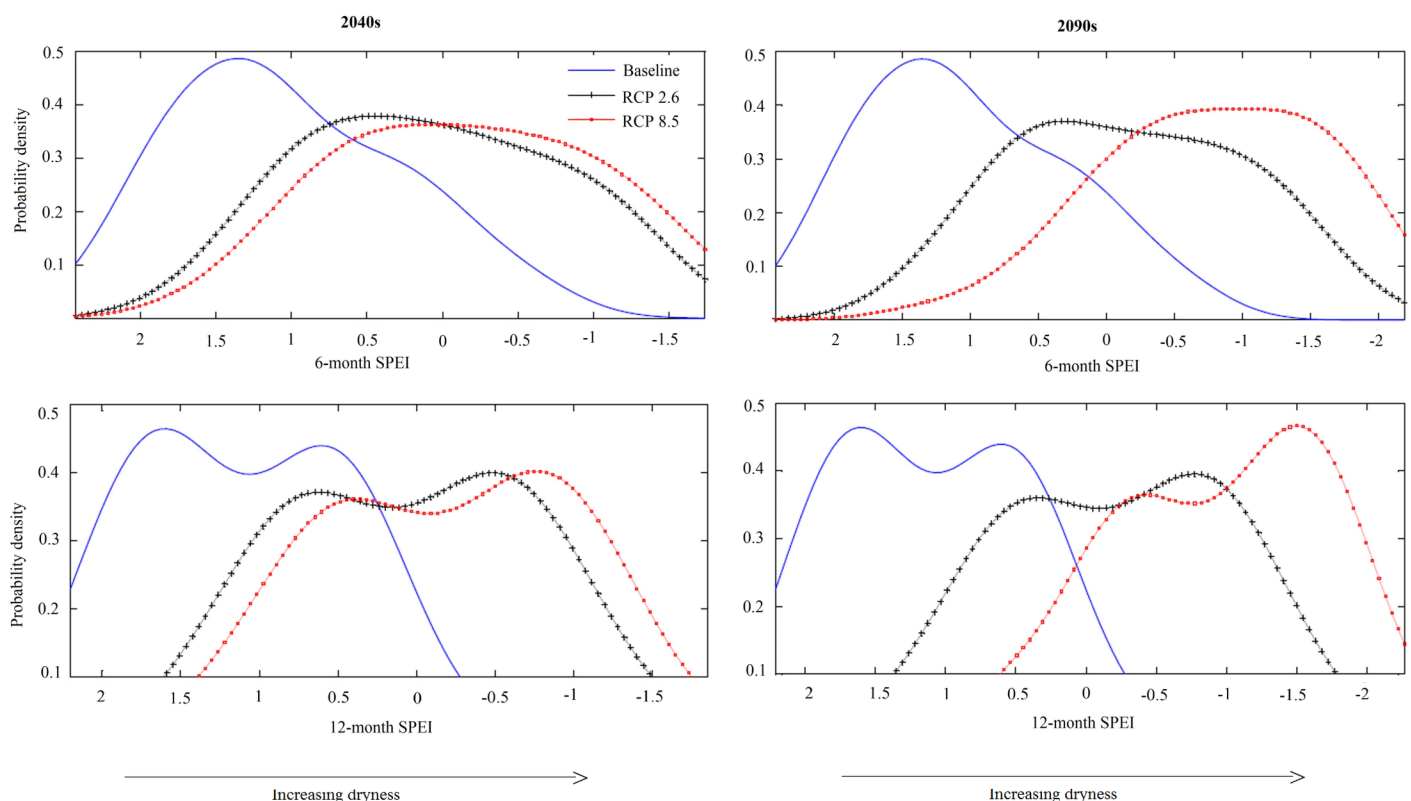 2040s
0.5
0.4
0.3
0.2
0.1
Probability density
Baseline
RCP 2.6
RCP 8.5
2 1.5 1 0.5 0 -0.5 -1 -1.5
6-month SPEI
2090s
0.5
0.4
0.3
0.2
0.1
2 1.5 1 0.5 0 -0.5 -1 -1.5 -2
6-month SPEI
0.5
0.4
0.3
0.2
0.1
Probability density
2 1.5 1 0.5 0 -0.5 -1 -1.5
12-month SPEI
0.5
0.4
0.3
0.2
0.1
2 1.5 1 0.5 0 -0.5 -1 -1.5 -2
12-month SPEI
Increasing dryness
Increasing dryness